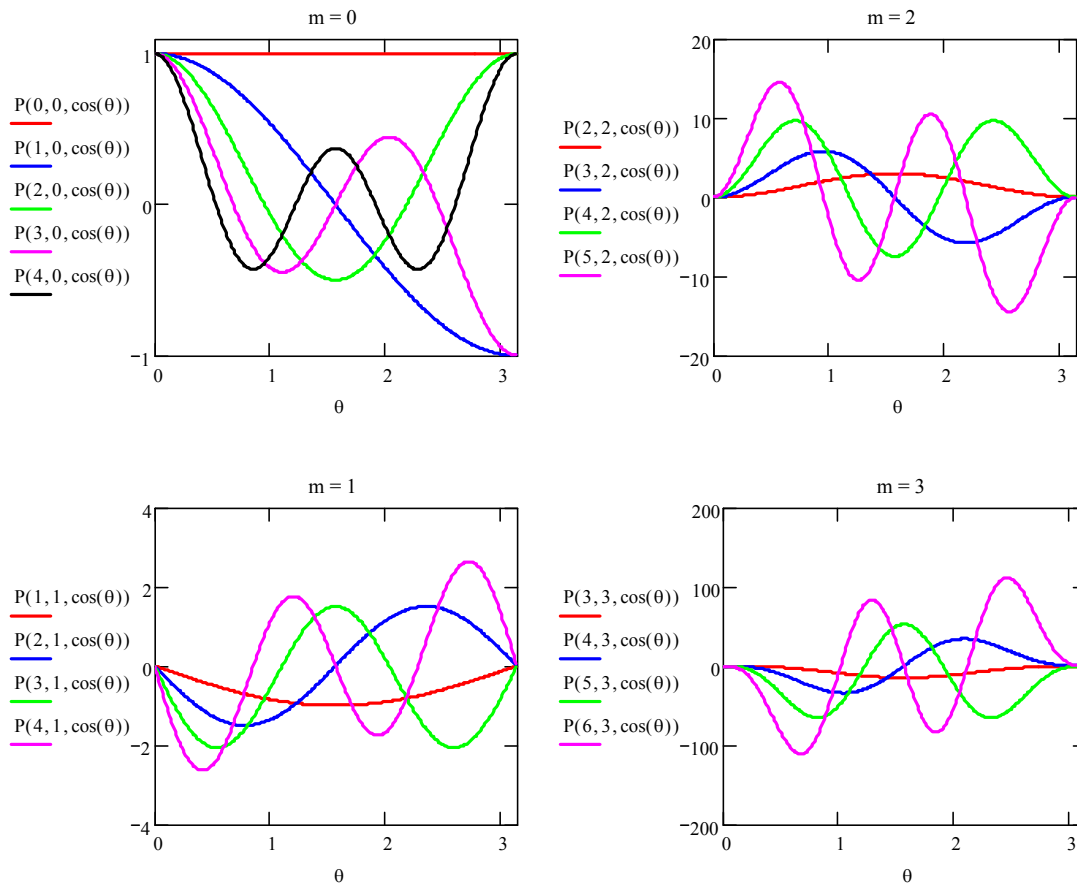 m = 0
1
0
−1
0
1
2
3
θ
P(0,0,cos(θ))
P(1,0,cos(θ))
P(2,0,cos(θ))
P(3,0,cos(θ))
P(4,0,cos(θ))
m = 2
20
10
0
−10
−20
0
1
2
3
θ
P(2,2,cos(θ))
P(3,2,cos(θ))
P(4,2,cos(θ))
P(5,2,cos(θ))
m = 1
4
2
0
−2
−4
0
1
2
3
θ
P(1,1,cos(θ))
P(2,1,cos(θ))
P(3,1,cos(θ))
P(4,1,cos(θ))
m = 3
200
100
0
−100
−200
0
1
2
3
θ
P(3,3,cos(θ))
P(4,3,cos(θ))
P(5,3,cos(θ))
P(6,3,cos(θ))